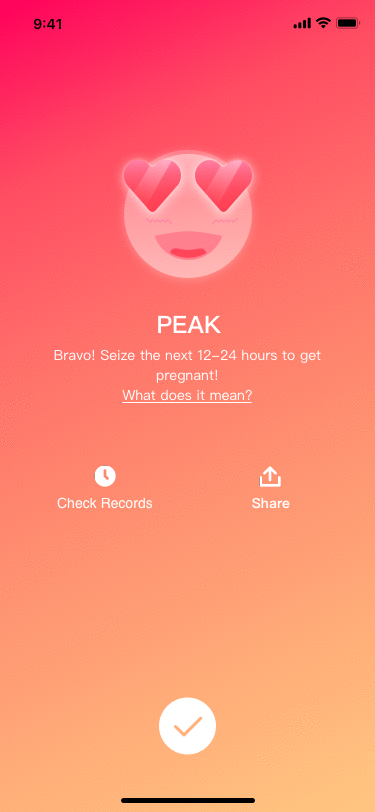 9:41
PEAK
Bravo! Seize the next 12-24 hours to get
pregnant!
What does it mean?
Check Records
Share